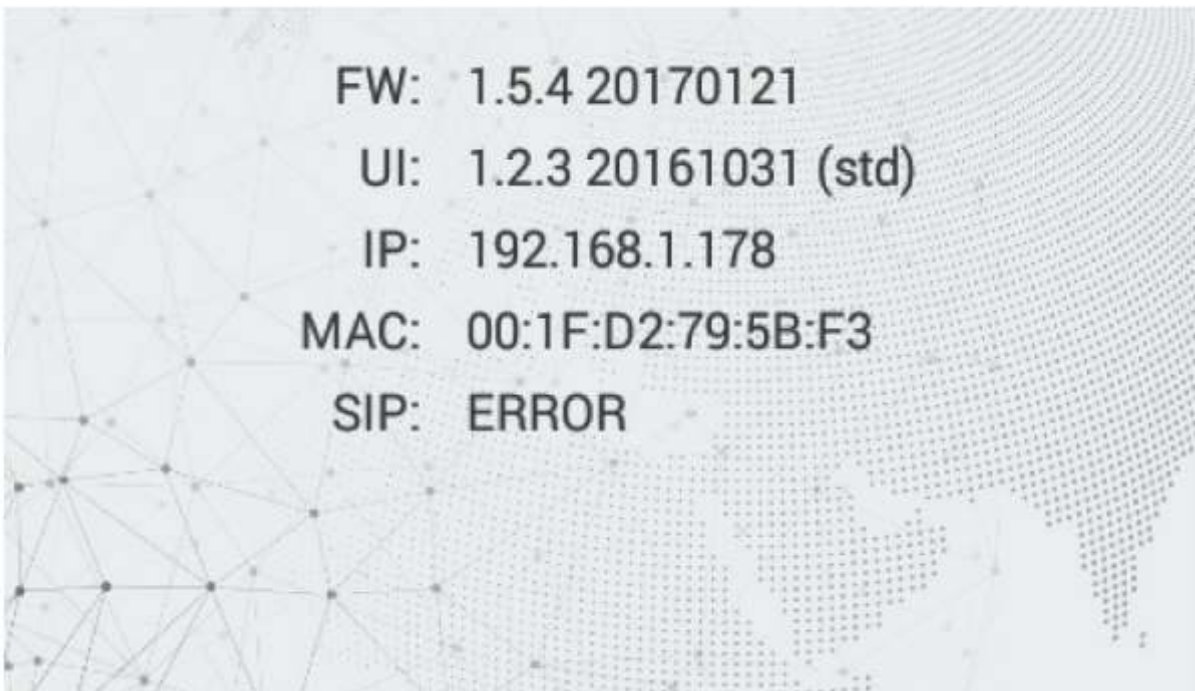 FW: 1.5.4 20170121
UI: 1.2.3 20161031 (std)
IP: 192.168.1.178
MAC: 00:1F:D2:79:5B:F3
SIP: ERROR